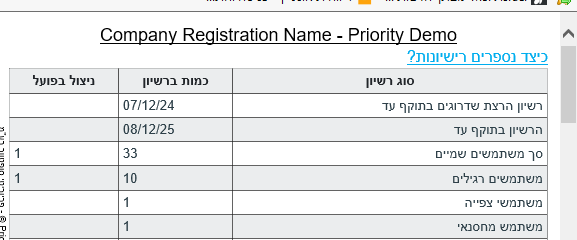 Company Registration Name - Priority Demo
כיצד נספרים רישיונות?
סוג רשיון	כמות ברשיון	ניצול בפועל
רשיון הרצת שדרוגים בתוקף עד	07/12/24
הרשיון בתוקף עד	08/12/25
סך משתמשים שמיים	33	1
משתמשים רגילים	10	1
משתמשי צפייה	1
משתמש מחסנאי	1